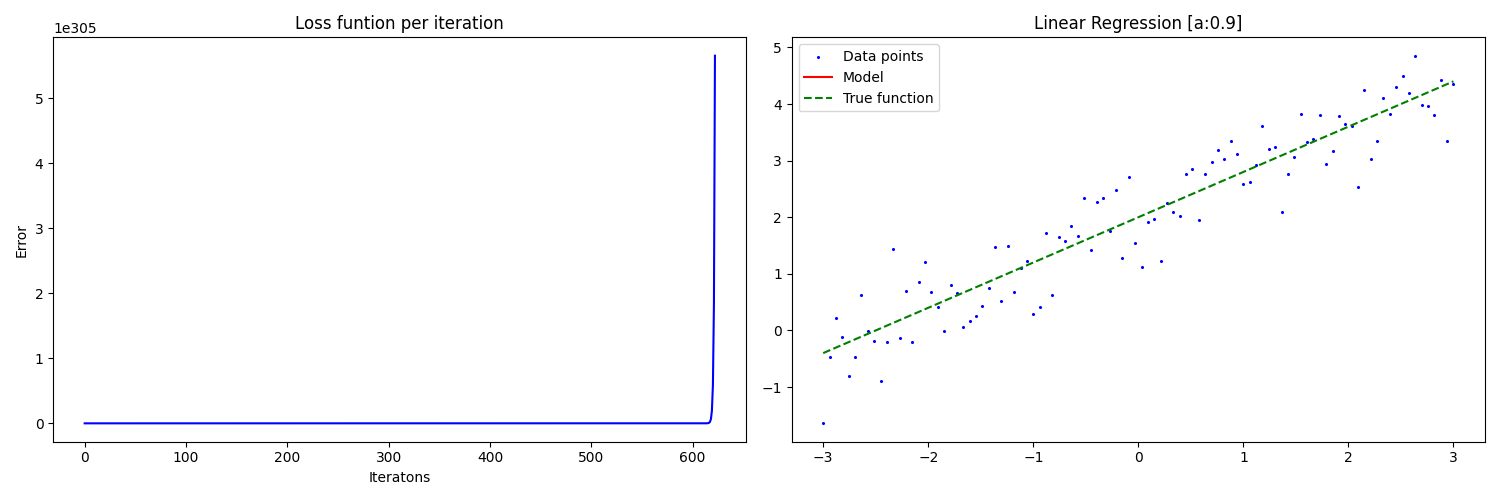 Loss funtion per iteration
1e305
Error
5
4
3
2
1
0
0 100 200 300 400 500 600
Iteratons
Linear Regression [a:0.9]
Data points
Model
True function
5
4
3
2
1
0
−1
−3 −2 −1 0 1 2 3